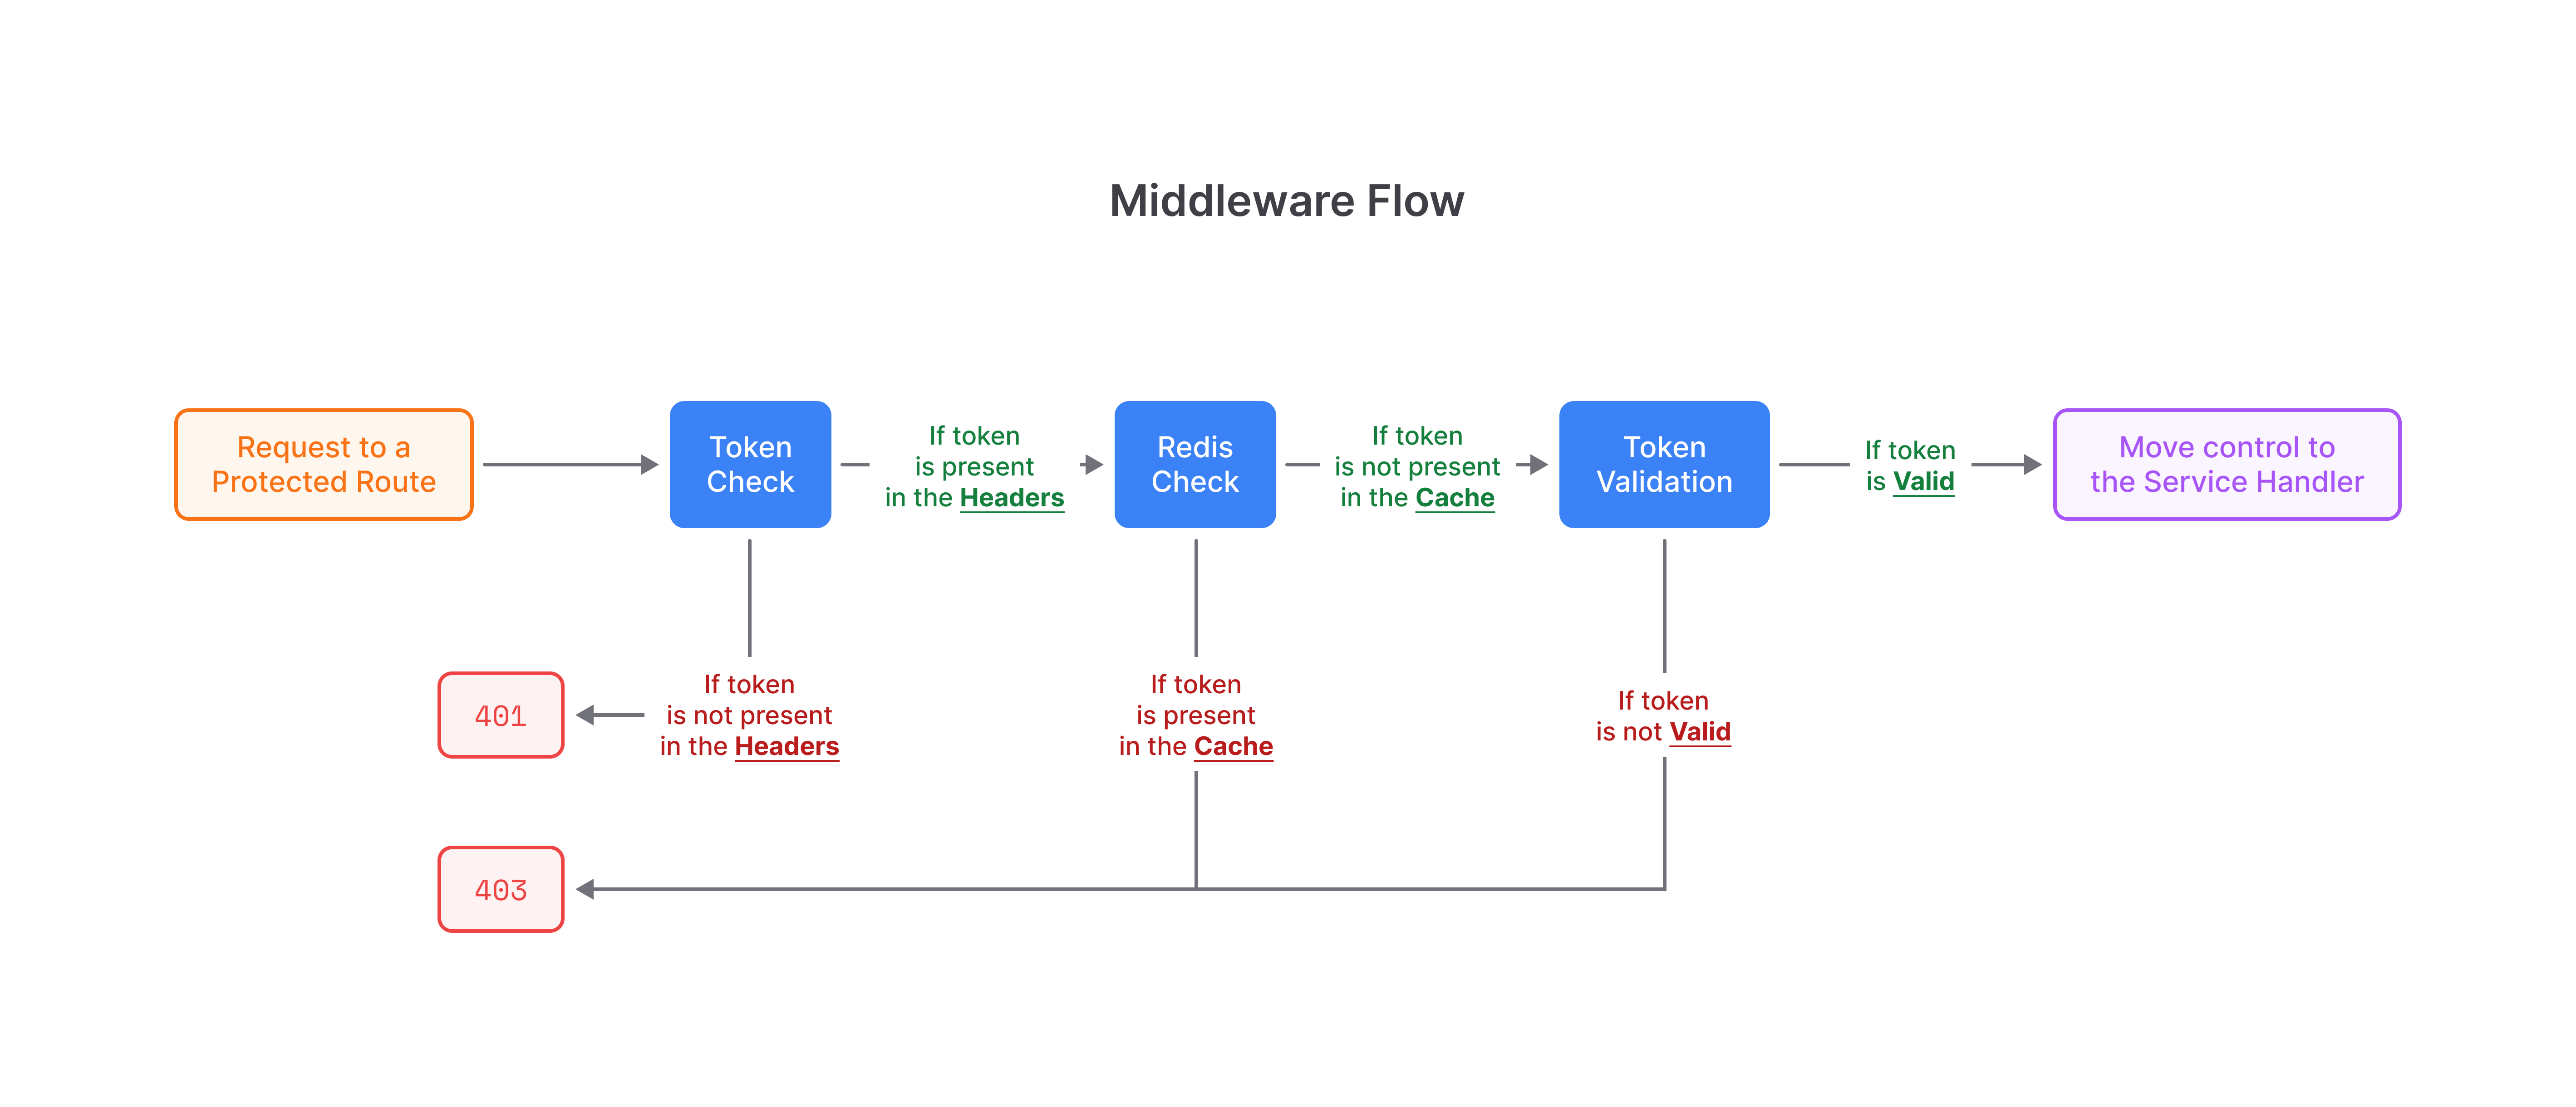 Middleware Flow
Request to a
Protected Route
Token
Check
If token
is present
in the Headers
Redis
Check
If token
is not present
in the Cache
Token
Validation
If token
is Valid
Move control to
the Service Handler
401
If token
is not present
in the Headers
If token
is present
in the Cache
If token
is not Valid
403